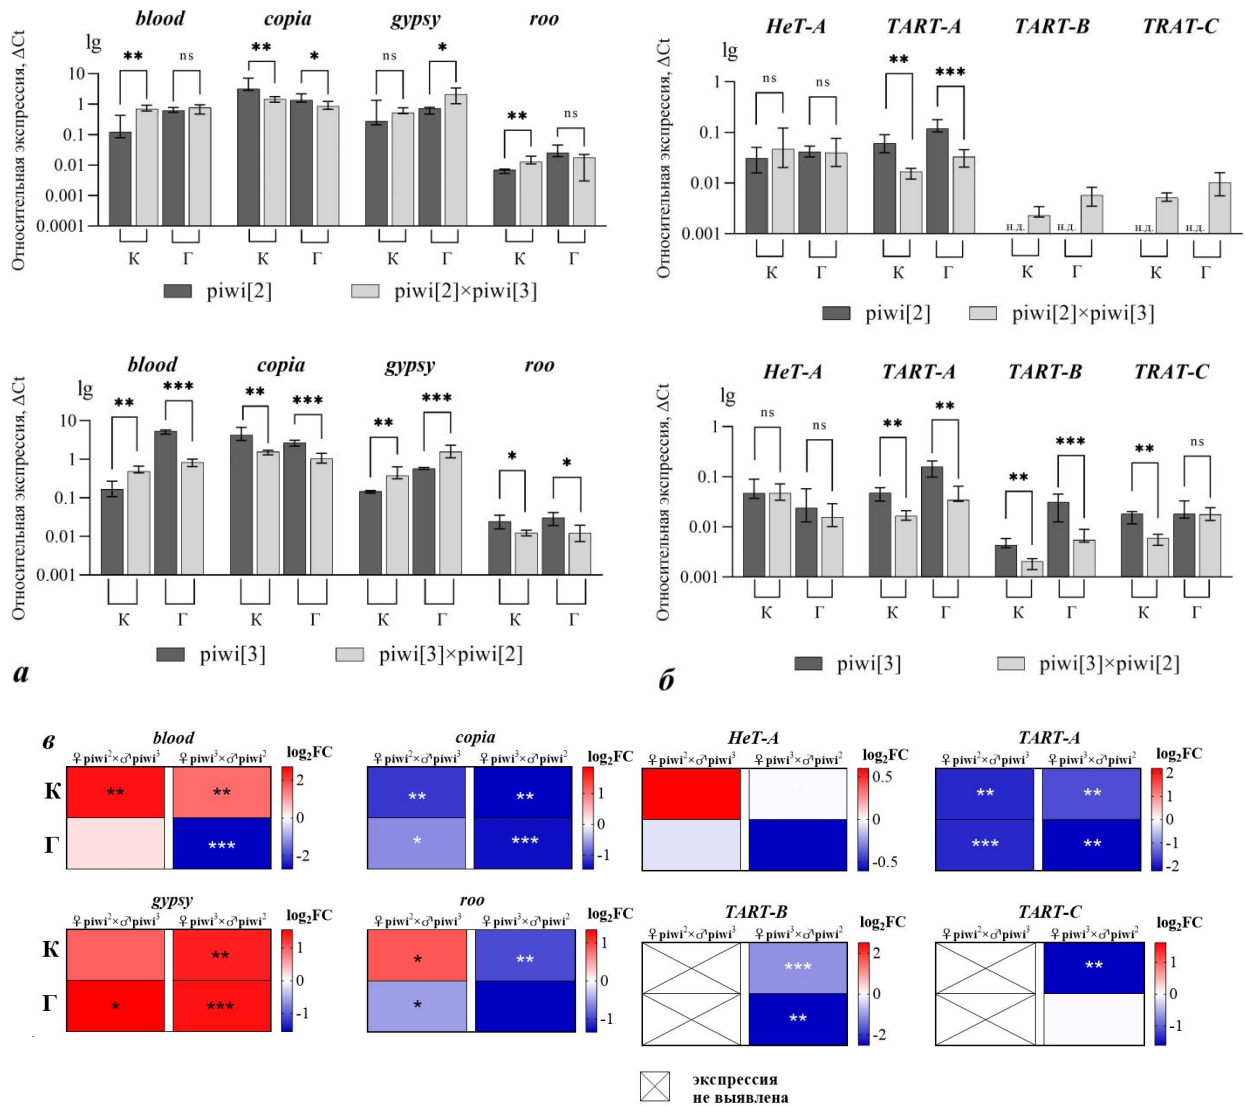 blood copia gypsy roo
Относительная экспрессия, ΔCt
lg
** ns ** * ns * ** ns
10
1
0.1
0.01
0.001
0.0001
К Г К Г К Г К Г
piwi[2] piwi[2]×piwi[3]
HeT-A TART-A TART-B TRAT-C
Относительная экспрессия, ΔCt
lg
ns ns ** ***
1
0.1
0.01
0.001
н.д. н.д. н.д. н.д.
К Г К Г К Г К Г
piwi[2] piwi[2]×piwi[3]
blood copia gypsy roo
Относительная экспрессия, ΔCt
lg
** *** ** *** ** *** * *
10
1
0.1
0.01
0.001
К Г К Г К Г К Г
piwi[3] piwi[3]×piwi[2]
а
HeT-A TART-A TART-B TRAT-C
Относительная экспрессия, ΔCt
lg
ns ns ** ** ** *** ** ns
1
0.1
0.01
0.001
К Г К Г К Г К Г
piwi[3] piwi[3]×piwi[2]
б
в
blood
♀piwi²×♂piwi³ ♀piwi³×♂piwi²
log₂FC
К ** **
Г ***
2
1
0
-1
-2
copia
♀piwi²×♂piwi³ ♀piwi³×♂piwi²
log₂FC
** **
* ***
1
0
-1
HeT-A
♀piwi²×♂piwi³ ♀piwi³×♂piwi²
log₂FC
0.5
0
-0.5
TART-A
♀piwi²×♂piwi³ ♀piwi³×♂piwi²
log₂FC
** **
*** **
2
1
0
-1
-2
gypsy
♀piwi²×♂piwi³ ♀piwi³×♂piwi²
log₂FC
К **
Г * ***
1
0
-1
roo
♀piwi²×♂piwi³ ♀piwi³×♂piwi²
log₂FC
* **
*
1
0
-1
TART-B
♀piwi²×♂piwi³ ♀piwi³×♂piwi²
log₂FC
***
**
2
0
-2
TART-C
♀piwi²×♂piwi³ ♀piwi³×♂piwi²
log₂FC
**
1
0
-1
экспрессия
не выявлена